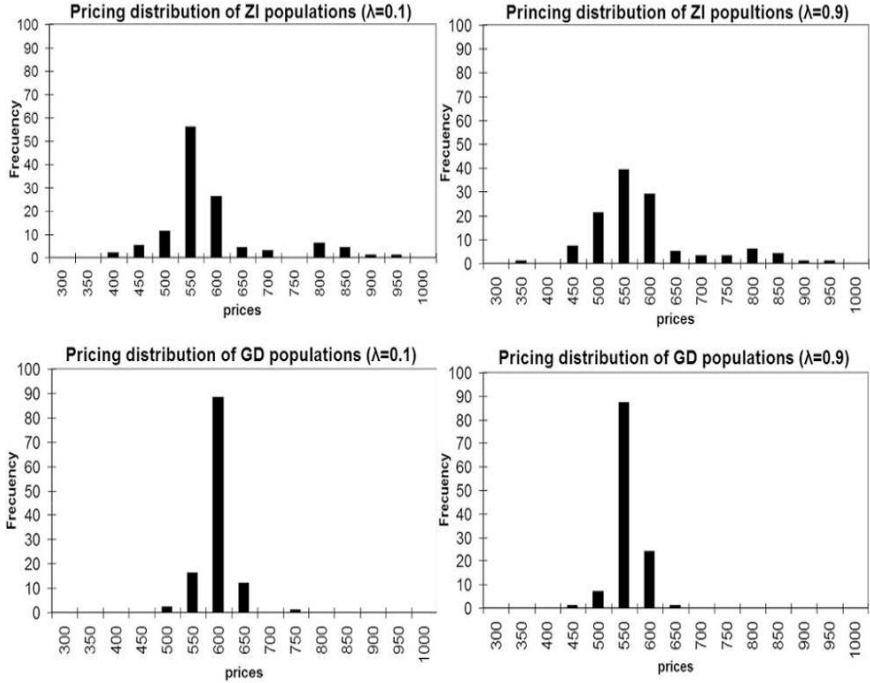 Pricing distribution of ZI populations (λ=0.1)
100
90
80
70
60
50
40
30
20
10
0
Frecuency
300 350 400 450 500 550 600 650 700 750 800 850 900 950 1000
prices
Princing distribution of ZI popultions (λ=0.9)
100
90
80
70
60
50
40
30
20
10
0
Frecuency
300 350 400 450 500 550 600 650 700 750 800 850 900 950 1000
prices
Pricing distribution of GD populations (λ=0.1)
100
90
80
70
60
50
40
30
20
10
0
Frecuency
300 350 400 450 500 550 600 650 700 750 800 850 900 950 1000
prices
Pricing distribution of GD populations (λ=0.9)
100
90
80
70
60
50
40
30
20
10
0
Frecuency
300 350 400 450 500 550 600 650 700 750 800 850 900 950 1000
prices